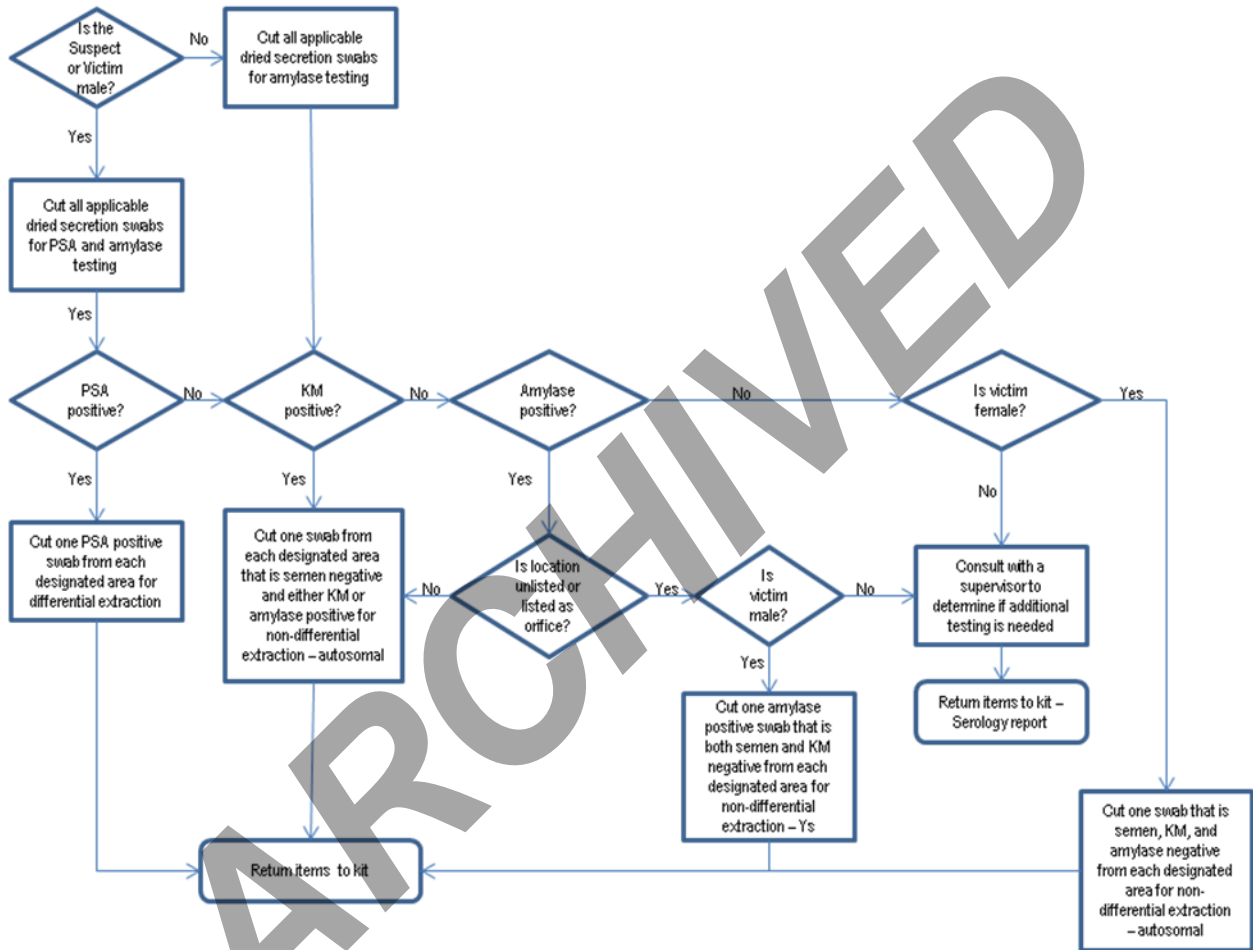 Is the
Suspect
or Victim
male?
No
Cut all applicable
dried secretion swabs
for amylase testing
Yes
Cut all applicable
dried secretion swabs
for PSA and amylase
testing
Yes
PSA
positive?
No
KM
positive?
No
Amylase
positive?
No
Is victim
female?
Yes
Yes
Cut one PSA positive
swab from each
designated area for
differential extraction
Yes
Cut one swab from
each designated area
that is semen negative
and either KM or
amylase positive for
non-differential
extraction – autosomal
Yes
No
Is location
unlisted or
listed as
orifice?
Yes
Is
victim
male?
No
No
Consult with a
supervisor to
determine if additional
testing is needed
Return items to kit –
Serology report
Yes
Cut one amylase
positive swab that is
both semen and KM
negative from each
designated area for
non-differential
extraction – Ys
Cut one swab that is
semen, KM, and
amylase negative
from each designated
area for non-
differential extraction
– autosomal
Return items to kit
ARCHIVED